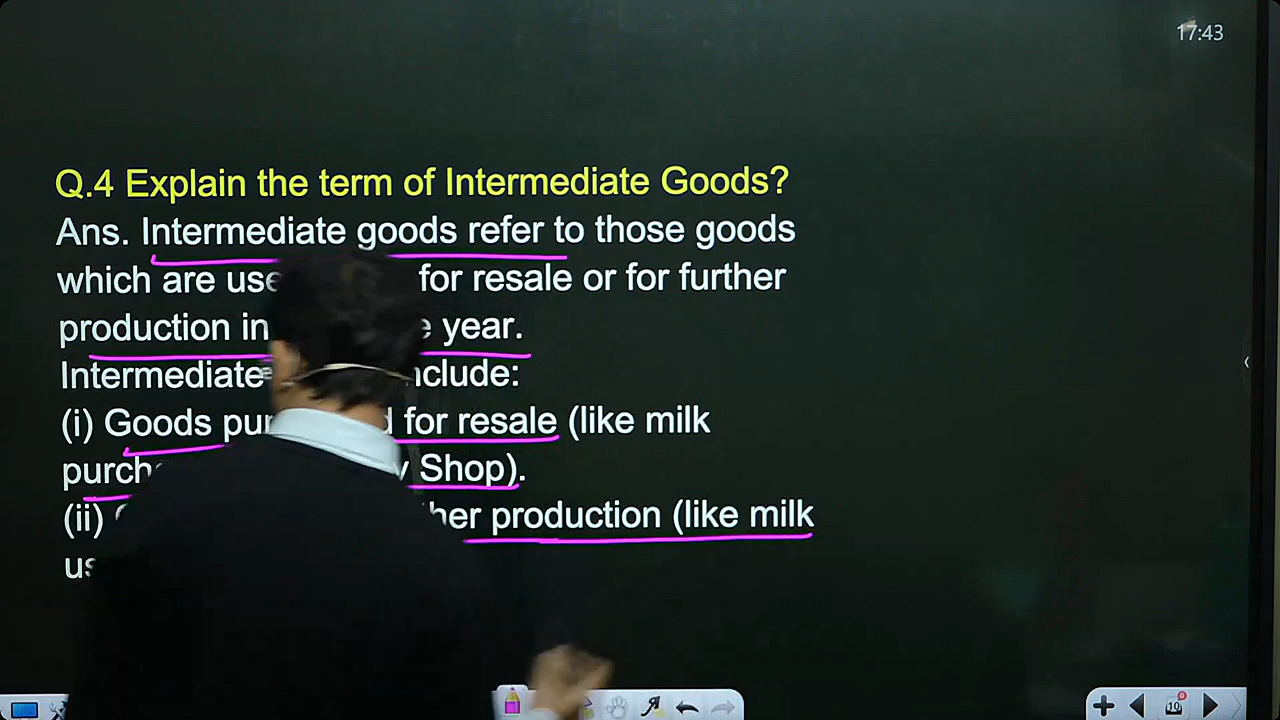 17:43
Q.4 Explain the term of Intermediate Goods?
Ans. Intermediate goods refer to those goods
which are use for resale or for further
production in year.
Intermediate nclude:
(i) Goods pur for resale (like milk
purch Shop).
(ii) her production (like milk
us
10